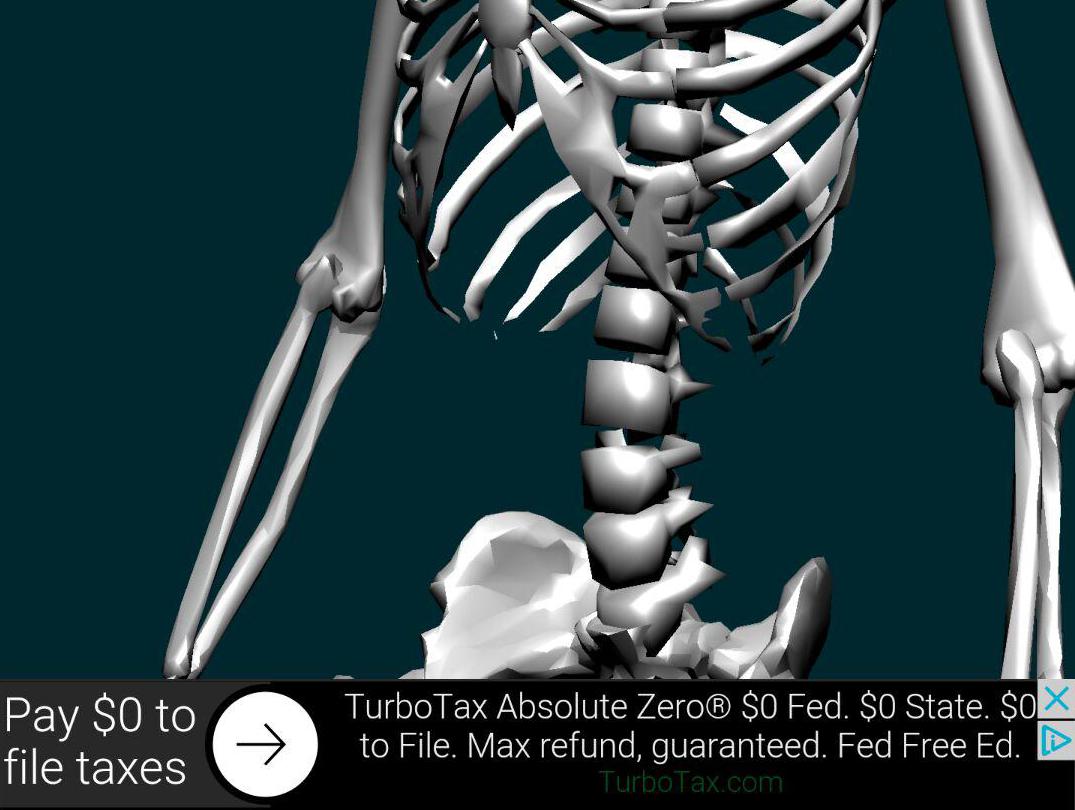 Pay $0 to
file taxes
TurboTax Absolute Zero® $0 Fed. $0 State. $0
to File. Max refund, guaranteed. Fed Free Ed.
TurboTax.com